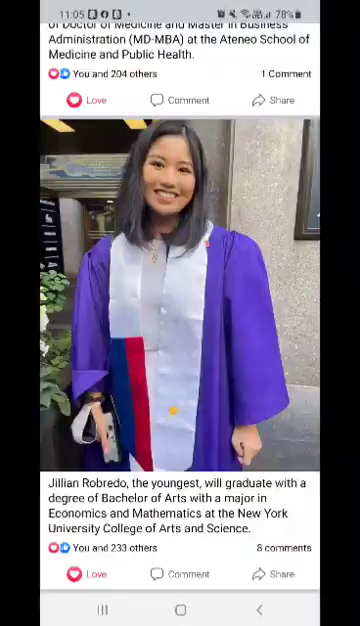 11:05
78%
of Doctor of Medicine and Master in Business
Administration (MD-MBA) at the Ateneo School of
Medicine and Public Health.
You and 204 others 1 Comment
Love Comment Share
Jillian Robredo, the youngest, will graduate with a
degree of Bachelor of Arts with a major in
Economics and Mathematics at the New York
University College of Arts and Science.
You and 233 others 8 comments
Love Comment Share